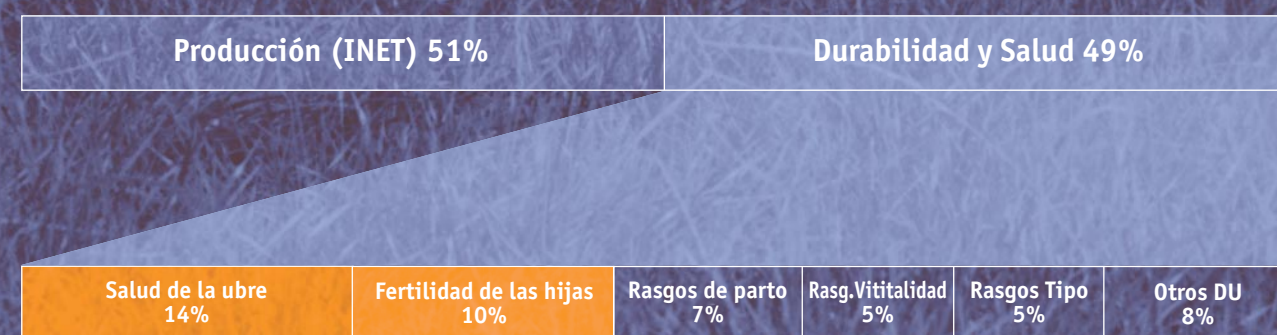 Producción (INET) 51%
Durabilidad y Salud 49%
Salud de la ubre
14%
Fertilidad de las hijas
10%
Rasgos de parto
7%
Rasg.Vititalidad
5%
Rasgos Tipo
5%
Otros DU
8%